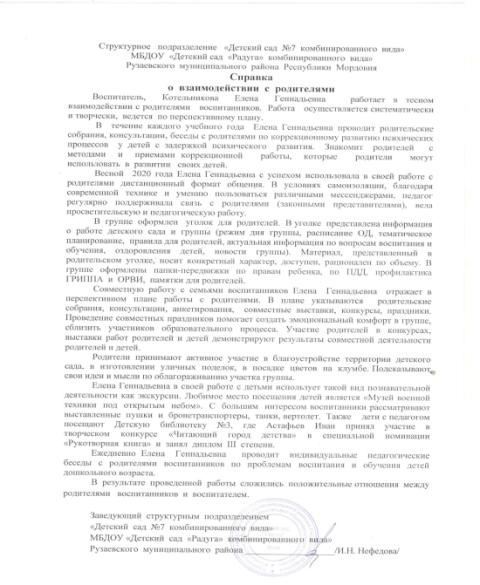 Структурное подразделение «Детский сад №7 комбинированного вида»
МБДОУ «Детский сад «Радуга» комбинированного вида»
Рузаевского муниципального района Республики Мордовия
Справка
о взаимодействии с родителями
Воспитатель, Котельникова Елена Геннадьевна работает в тесном
взаимодействии с родителями воспитанников. Работа осуществляется систематически
и творчески, ведется по перспективному плану.
В течение каждого учебного года Елена Геннадьевна проводит родительские
собрания, консультации, беседы с родителями по коррекционному развитию психических
процессов у детей с задержкой психического развития. Знакомит родителей с
методами и приемами коррекционной работы, которые родители могут
использовать в развитии своих детей.
Весной 2020 года Елена Геннадьевна с успехом использовала в своей работе с
родителями дистанционный формат общения. В условиях самоизоляции, благодаря
современной технике и умению пользоваться различными мессенджерами, педагог
регулярно поддерживала связь с родителями (законными представителями), вела
просветительскую и педагогическую работу.
В группе оформлен уголок для родителей. В уголке представлена информация
о работе детского сада и группы (режим дня группы, расписание ОД, тематическое
планирование, правила для родителей, актуальная информация по вопросам воспитания и
обучения, оздоровления детей, новости группы). Материал, представленный в
родительском уголке, носит конкретный характер, доступен, рационален по объему. В
группе оформлены папки-передвижки по правам ребенка, по ПДД, профилактика
ГРИППА и ОРВИ, памятки для родителей.
Совместную работу с семьями воспитанников Елена Геннадьевна отражает в
перспективном плане работы с родителями. В плане указываются родительские
собрания, консультации, анкетирования, совместные выставки, конкурсы, праздники.
Проведение совместных праздников помогает создать эмоциональный комфорт в группе,
сблизить участников образовательного процесса. Участие родителей в конкурсах,
выставки работ родителей и детей демонстрируют результаты совместной деятельности
родителей и детей.
Родители принимают активное участие в благоустройстве территории детского
сада, в изготовлении уличных поделок, в посадке цветов на клумбе. Подсказывают
свои идеи и мысли по облагораживанию участка группы.
Елена Геннадьевна в своей работе с детьми использует такой вид познавательной
деятельности как экскурсии. Любимое место посещения детей является «Музей военной
техники под открытым небом». С большим интересом воспитанники рассматривают
выставленные пушки и бронетранспортеры, танки, вертолет. Также дети с педагогом
посещают Детскую библиотеку №3, где Астафьев Иван принял участие в
творческом конкурсе «Читающий город детства» в специальной номинации
«Рукотворная книга» и занял диплом III степени.
Ежедневно Елена Геннадьевна проводит индивидуальные педагогические
беседы с родителями воспитанников по проблемам воспитания и обучения детей
дошкольного возраста.
В результате проведенной работы сложились положительные отношения между
родителями воспитанников и воспитателем.
Заведующий структурным подразделением
«Детский сад №7 комбинированного вида»
МБДОУ «Детский сад «Радуга» комбинированного вида»
Рузаевского муниципального района /И.Н. Нефедова/